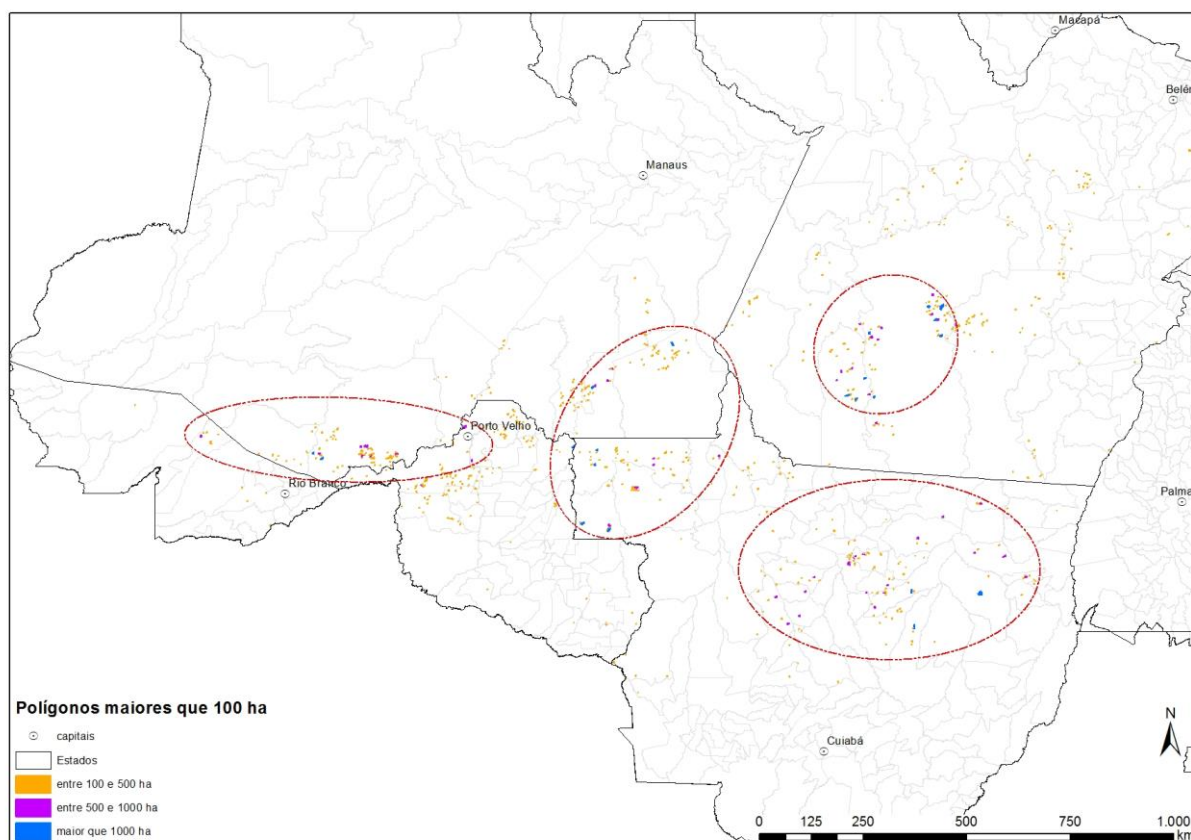 Macapá
Belém
Manaus
Porto Velho
Rio Branco
Palma
Cuiabá
N
Polígonos maiores que 100 ha
capitais
Estados
entre 100 e 500 ha
entre 500 e 1000 ha
maior que 1000 ha
0 125 250 500 750 1.000
km